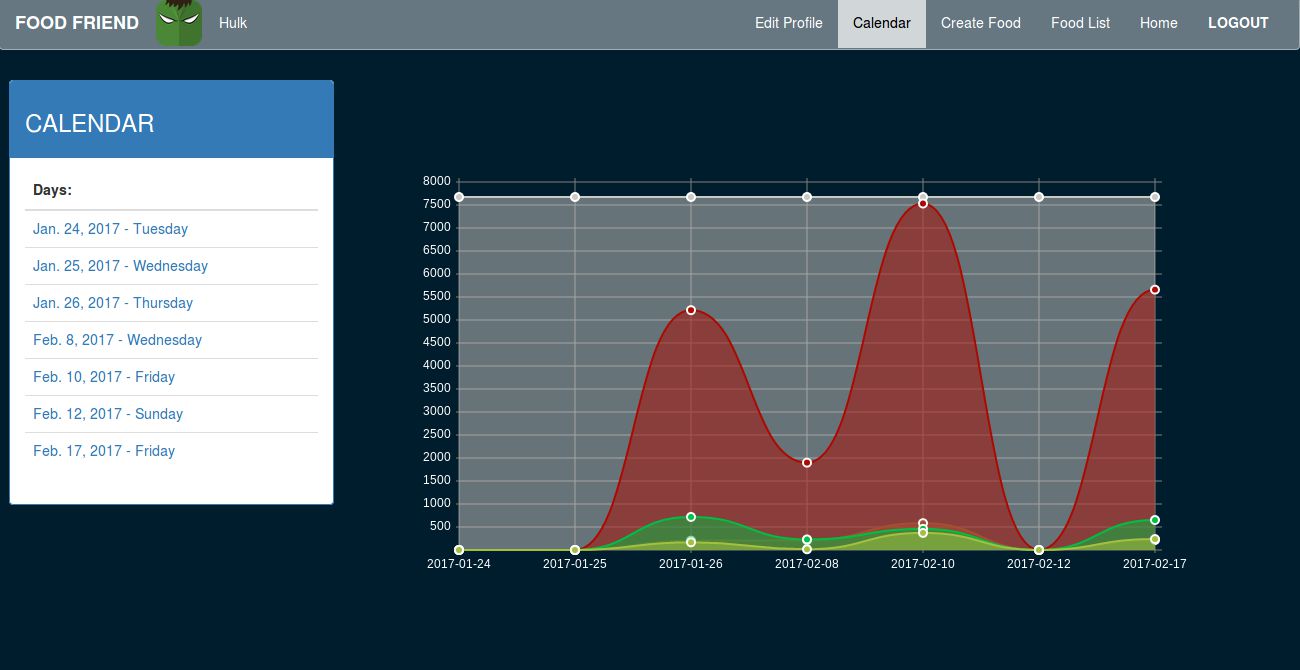 FOOD FRIEND Hulk Edit Profile Calendar Create Food Food List Home LOGOUT
CALENDAR
Days:
Jan. 24, 2017 - Tuesday
Jan. 25, 2017 - Wednesday
Jan. 26, 2017 - Thursday
Feb. 8, 2017 - Wednesday
Feb. 10, 2017 - Friday
Feb. 12, 2017 - Sunday
Feb. 17, 2017 - Friday
8000
7500
7000
6500
6000
5500
5000
4500
4000
3500
3000
2500
2000
1500
1000
500
2017-01-24 2017-01-25 2017-01-26 2017-02-08 2017-02-10 2017-02-12 2017-02-17